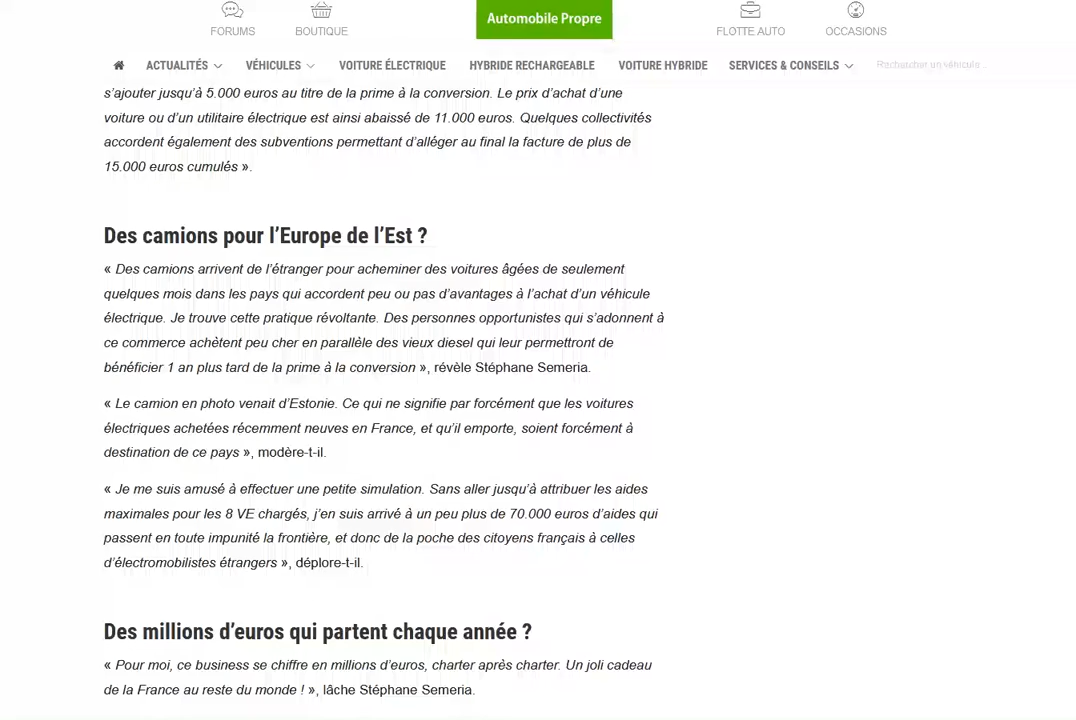 FORUMS
BOUTIQUE
Automobile Propre
FLOTTE AUTO
OCCASIONS
ACTUALITÉS
VÉHICULES
VOITURE ÉLECTRIQUE
HYBRIDE RECHARGEABLE
VOITURE HYBRIDE
SERVICES & CONSEILS
Rechercher un véhicule...
s’ajouter jusqu’à 5.000 euros au titre de la prime à la conversion. Le prix d’achat d’une
voiture ou d’un utilitaire électrique est ainsi abaissé de 11.000 euros. Quelques collectivités
accordent également des subventions permettant d’alléger au final la facture de plus de
15.000 euros cumulés ».
Des camions pour l’Europe de l’Est ?
« Des camions arrivent de l’étranger pour acheminer des voitures âgées de seulement
quelques mois dans les pays qui accordent peu ou pas d’avantages à l’achat d’un véhicule
électrique. Je trouve cette pratique révoltante. Des personnes opportunistes qui s’adonnent à
ce commerce achètent peu cher en parallèle des vieux diesel qui leur permettront de
bénéficier 1 an plus tard de la prime à la conversion », révèle Stéphane Semeria.
« Le camion en photo venait d’Estonie. Ce qui ne signifie par forcément que les voitures
électriques achetées récemment neuves en France, et qu’il emporte, soient forcément à
destination de ce pays », modère-t-il.
« Je me suis amusé à effectuer une petite simulation. Sans aller jusqu’à attribuer les aides
maximales pour les 8 VE chargés, j’en suis arrivé à un peu plus de 70.000 euros d’aides qui
passent en toute impunité la frontière, et donc de la poche des citoyens français à celles
d’électromobilistes étrangers », déplore-t-il.
Des millions d’euros qui partent chaque année ?
« Pour moi, ce business se chiffre en millions d’euros, charter après charter. Un joli cadeau
de la France au reste du monde ! », lâche Stéphane Semeria.